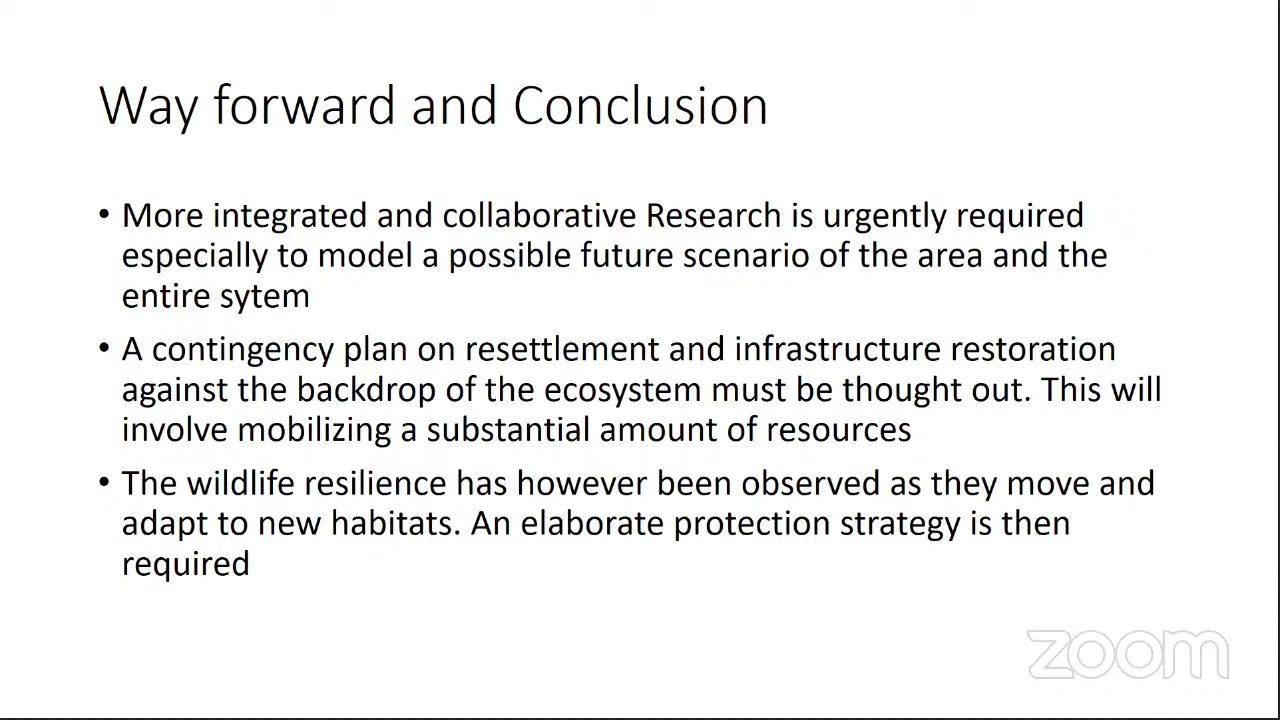 Way forward and Conclusion
• More integrated and collaborative Research is urgently required
especially to model a possible future scenario of the area and the
entire sytem
• A contingency plan on resettlement and infrastructure restoration
against the backdrop of the ecosystem must be thought out. This will
involve mobilizing a substantial amount of resources
• The wildlife resilience has however been observed as they move and
adapt to new habitats. An elaborate protection strategy is then
required
zoom